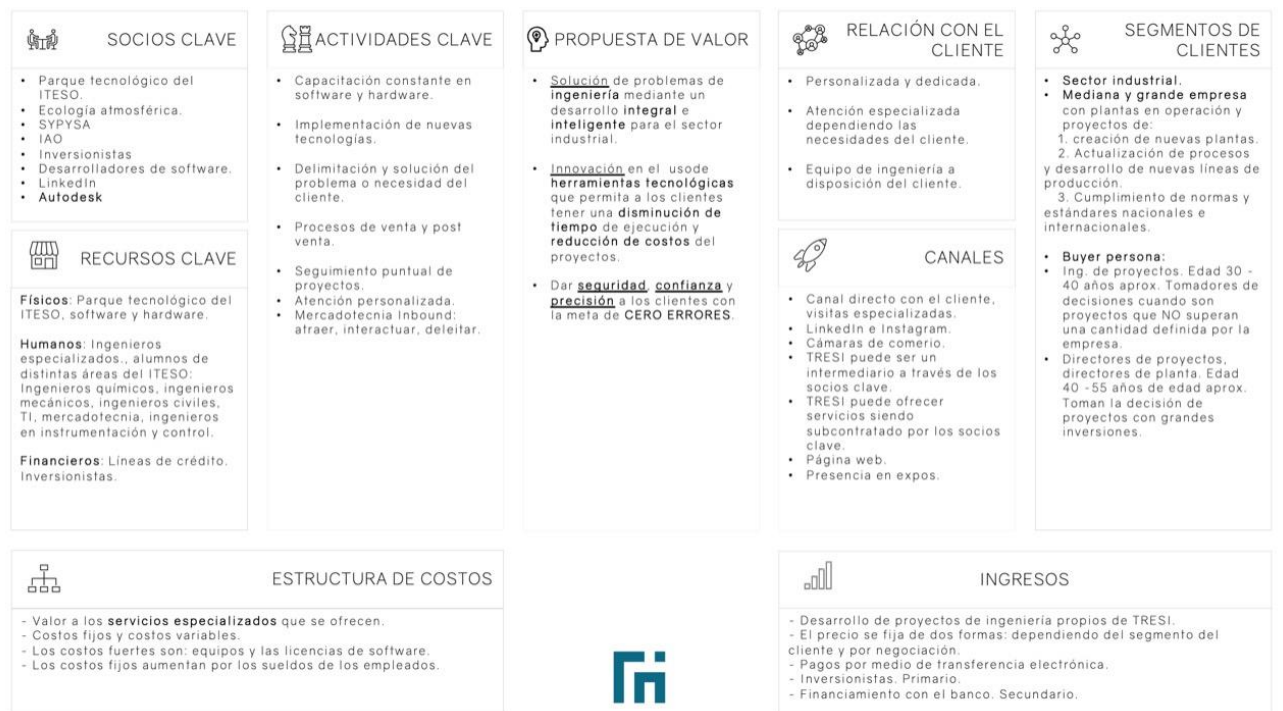 SOCIOS CLAVE
• Parque tecnológico del
ITESO.
• Ecología atmosférica.
• SYPYSA
• IAO
• Inversionistas
• Desarrolladores de software.
• LinkedIn
• Autodesk
RECURSOS CLAVE
Físicos: Parque tecnológico del
ITESO, software y hardware.
Humanos: Ingenieros
especializados., alumnos de
distintas áreas del ITESO:
Ingenieros químicos, ingenieros
mecánicos, ingenieros civiles,
TI, mercadotecnia, ingenieros
en instrumentación y control.
Financieros: Líneas de crédito.
Inversionistas.
ACTIVIDADES CLAVE
• Capacitación constante en
software y hardware.
• Implementación de nuevas
tecnologías.
• Delimitación y solución del
problema o necesidad del
cliente.
• Procesos de venta y post
venta.
• Seguimiento puntual de
proyectos.
• Atención personalizada.
• Mercadotecnia Inbound:
atraer, interactuar, deleitar.
PROPUESTA DE VALOR
• Solución de problemas de
ingeniería mediante un
desarrollo integral e
inteligente para el sector
industrial.
• Innovación en el usode
herramientas tecnológicas
que permita a los clientes
tener una disminución de
tiempo de ejecución y
reducción de costos del
proyectos.
• Dar seguridad, confianza y
precisión a los clientes con
la meta de CERO ERRORES.
RELACIÓN CON EL
CLIENTE
• Personalizada y dedicada.
• Atención especializada
dependiendo las
necesidades del cliente.
• Equipo de ingeniería a
disposición del cliente.
CANALES
• Canal directo con el cliente,
visitas especializadas.
• LinkedIn e Instagram.
• Cámaras de comerio.
• TRESI puede ser un
intermediario a través de los
socios clave.
• TRESI puede ofrecer
servicios siendo
subcontratado por los socios
clave.
• Página web.
• Presencia en expos.
SEGMENTOS DE
CLIENTES
• Sector industrial.
• Mediana y grande empresa
con plantas en operación y
proyectos de:
1. creación de nuevas plantas.
2. Actualización de procesos
y desarrollo de nuevas líneas de
producción.
3. Cumplimiento de normas y
estándares nacionales e
internacionales.
• Buyer persona:
• Ing. de proyectos. Edad 30 -
40 años aprox. Tomadores de
decisiones cuando son
proyectos que NO superan
una cantidad definida por la
empresa.
• Directores de proyectos,
directores de planta. Edad
40 -55 años de edad aprox.
Toman la decisión de
proyectos con grandes
inversiones.
ESTRUCTURA DE COSTOS
- Valor a los servicios especializados que se ofrecen.
- Costos fijos y costos variables.
- Los costos fuertes son: equipos y las licencias de software.
- Los costos fijos aumentan por los sueldos de los empleados.
INGRESOS
- Desarrollo de proyectos de ingeniería propios de TRESI.
- El precio se fija de dos formas: dependiendo del segmento del
cliente y por negociación.
- Pagos por medio de transferencia electrónica.
- Inversionistas. Primario.
- Financiamiento con el banco. Secundario.